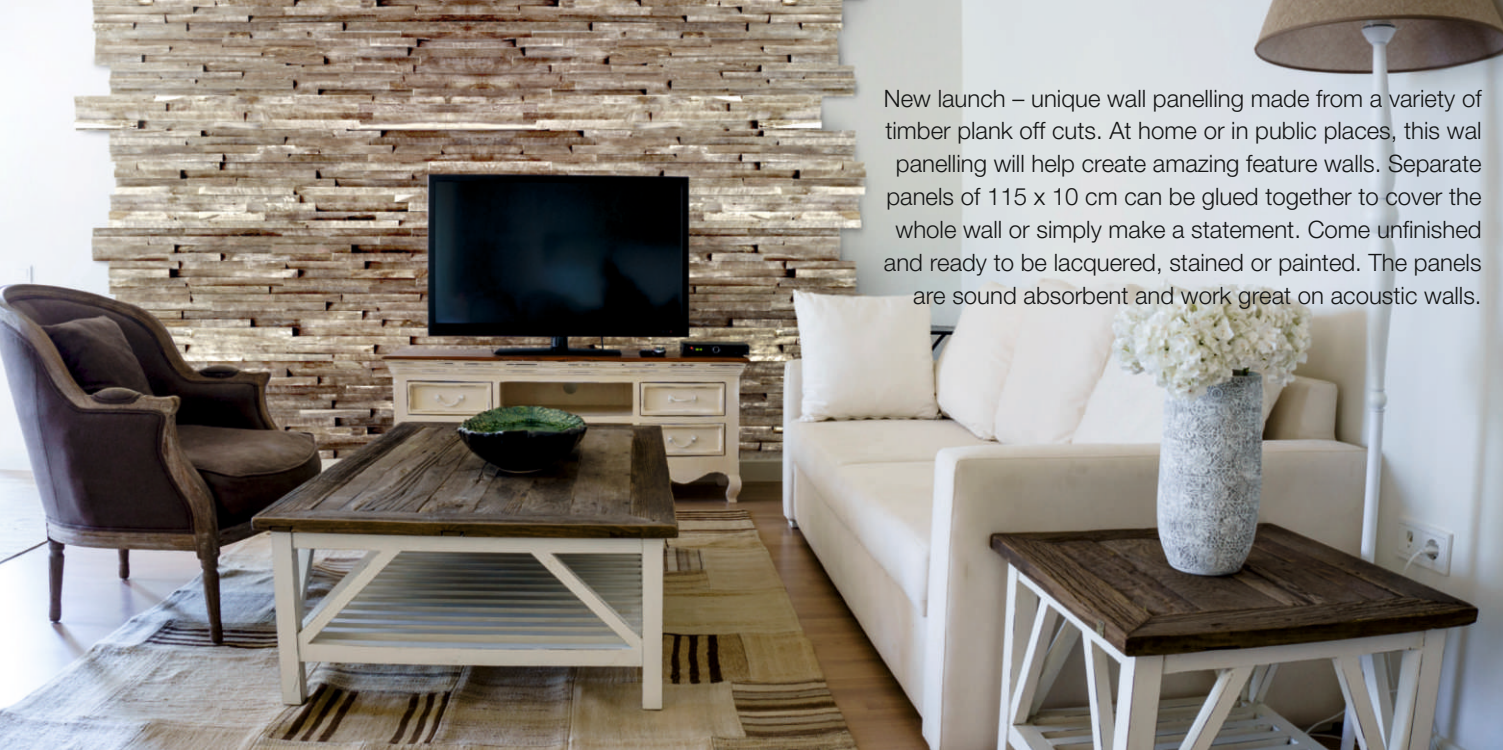 New launch – unique wall panelling made from a variety of
timber plank off cuts. At home or in public places, this wal
panelling will help create amazing feature walls. Separate
panels of 115 x 10 cm can be glued together to cover the
whole wall or simply make a statement. Come unfinished
and ready to be lacquered, stained or painted. The panels
are sound absorbent and work great on acoustic walls.